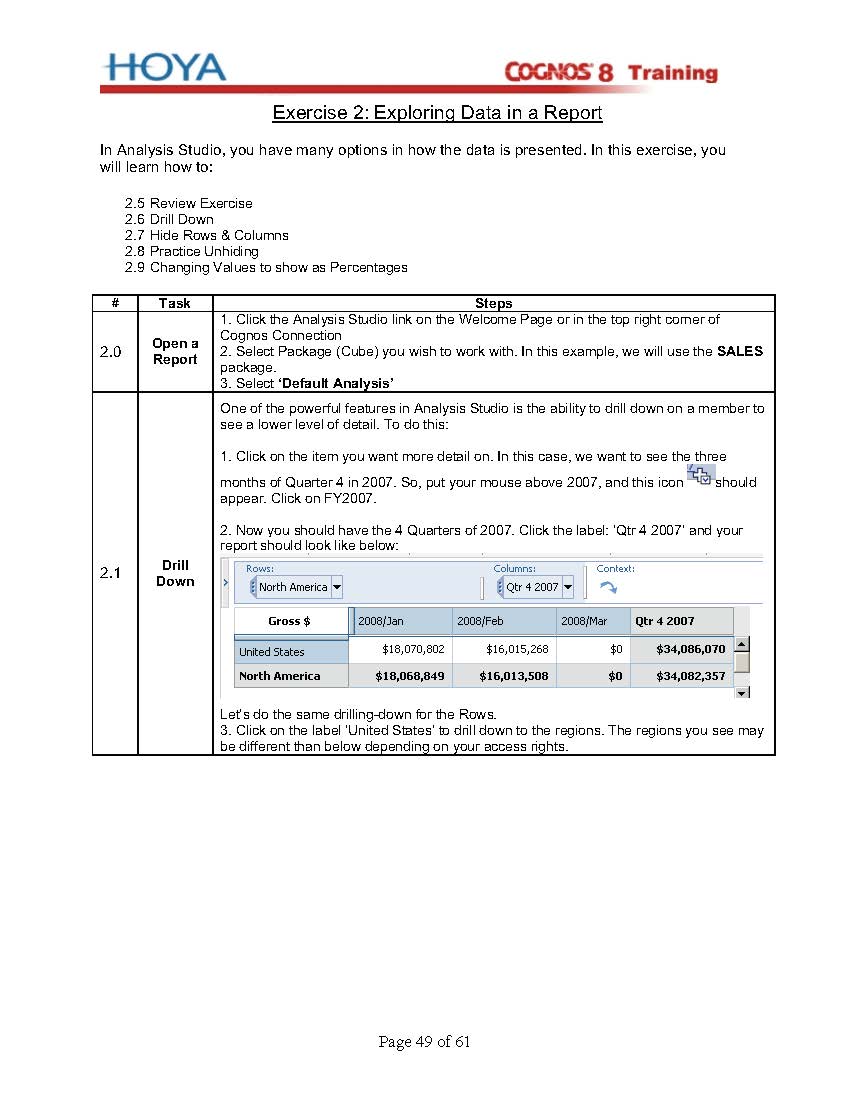 HOYA
COGNOS 8 Training
Exercise 2: Exploring Data in a Report
In Analysis Studio, you have many options in how the data is presented. In this exercise, you
will learn how to:
2.5 Review Exercise
2.6 Drill Down
2.7 Hide Rows & Columns
2.8 Practice Unhiding
2.9 Changing Values to show as Percentages
# Task Steps
2.0 Open a Report
1. Click the Analysis Studio link on the Welcome Page or in the top right corner of
Cognos Connection
2. Select Package (Cube) you wish to work with. In this example, we will use the SALES
package.
3. Select ‘Default Analysis’
2.1 Drill Down
One of the powerful features in Analysis Studio is the ability to drill down on a member to
see a lower level of detail. To do this:
1. Click on the item you want more detail on. In this case, we want to see the three
months of Quarter 4 in 2007. So, put your mouse above 2007, and this icon should
appear. Click on FY2007.
2. Now you should have the 4 Quarters of 2007. Click the label: ‘Qtr 4 2007’ and your
report should look like below:
Rows: Columns: Context:
North America Qtr 4 2007
Gross $ 2008/Jan 2008/Feb 2008/Mar Qtr 4 2007
United States $18,070,802 $16,015,268 $0 $34,086,070
North America $18,068,849 $16,013,508 $0 $34,082,357
Let’s do the same drilling-down for the Rows.
3. Click on the label ‘United States’ to drill down to the regions. The regions you see may
be different than below depending on your access rights.
Page 49 of 61